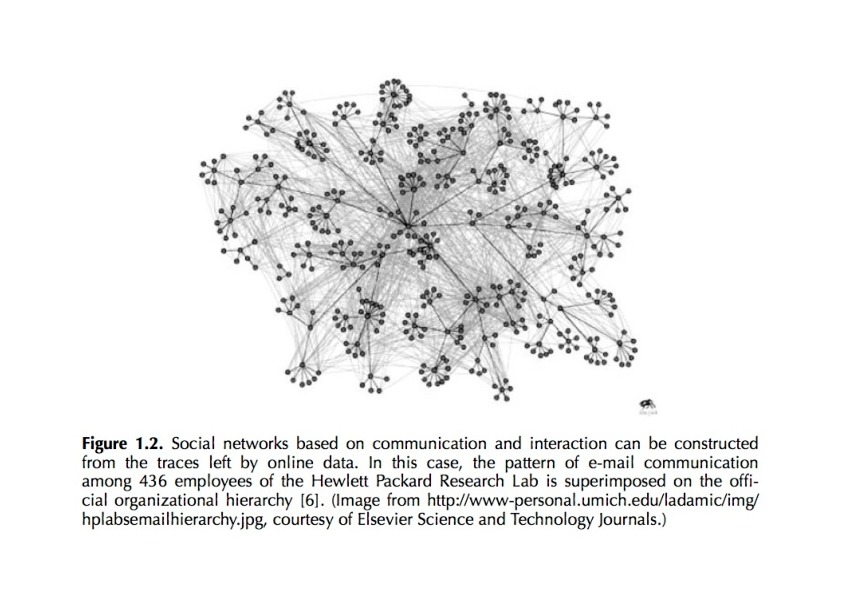 Figure 1.2. Social networks based on communication and interaction can be constructed
from the traces left by online data. In this case, the pattern of e-mail communication
among 436 employees of the Hewlett Packard Research Lab is superimposed on the offi-
cial organizational hierarchy [6]. (Image from http://www-personal.umich.edu/ladamic/img/
hplabsemailhierarchy.jpg, courtesy of Elsevier Science and Technology Journals.)